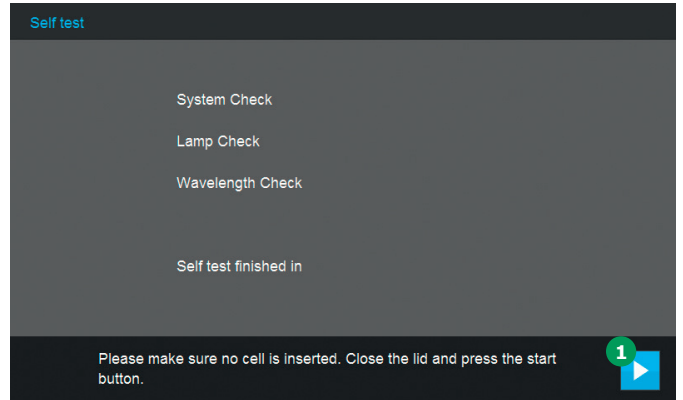 Self test
System Check
Lamp Check
Wavelength Check
Self test finished in
Please make sure no cell is inserted. Close the lid and press the start
button.
1